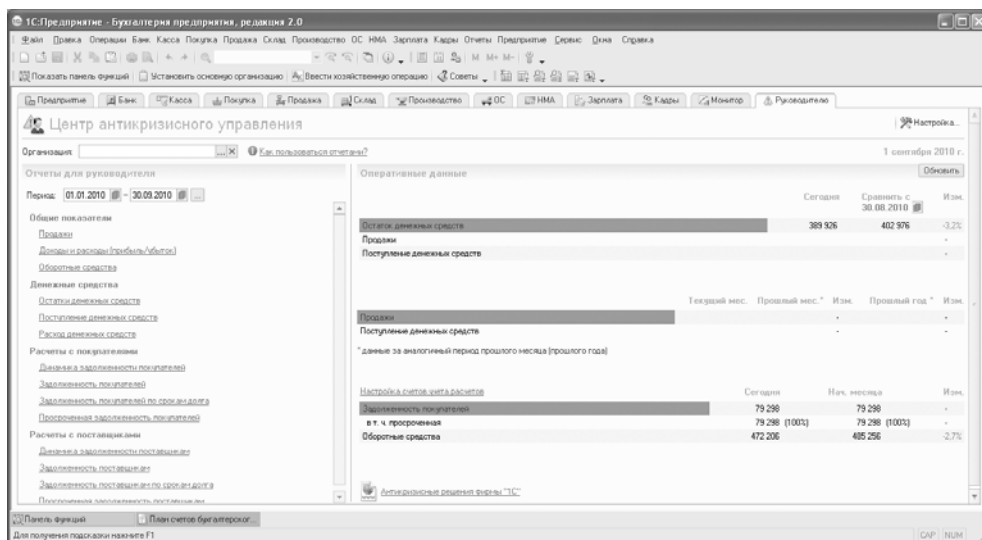 1С:Предприятие - Бухгалтерия предприятия, редакция 2.0
Файл Правка Операции Банк Касса Покупка Продажа Склад Производство ОС НМА Зарплата Кадры Отчеты Предприятие Сервис Окна Справка
M M+ M-
Показать панель функций Установить основную организацию Ввести хозяйственную операцию Советы
Предприятие Банк Касса Покупка Продажа Склад Производство ОС НМА Зарплата Кадры Монитор Руководителю
Центр антикризисного управления Настройка...
Организация: ... × Как пользоваться отчетами? 1 сентября 2010 г.
Отчеты для руководителя
Период: 01.01.2010 – 30.09.2010 ...
Общие показатели
Продажи
Доходы и расходы (прибыль/убыток)
Оборотные средства
Денежные средства
Остатки денежных средств
Поступление денежных средств
Расход денежных средств
Расчеты с покупателями
Динамика задолженности покупателей
Задолженность покупателей
Задолженность покупателей по срокам долга
Просроченная задолженность покупателей
Расчеты с поставщиками
Динамика задолженности поставщикам
Задолженность поставщикам
Задолженность поставщикам по срокам долга
Просроченная задолженность поставщикам
Оперативные данные Обновить
Сегодня Сравнить с 30.08.2010 Изм.
Остаток денежных средств 389 926 402 976 -3,2%
Продажи -
Поступление денежных средств -
Текущий мес. Прошлый мес.* Изм. Прошлый год * Изм.
Продажи - -
Поступление денежных средств - -
* данные за аналогичный период прошлого месяца (прошлого года)
Настройка счетов учета расчетов Сегодня Нач. месяца Изм.
Задолженность покупателей 79 298 79 298 -
в т. ч. просроченная 79 298 (100%) 79 298 (100%)
Оборотные средства 472 206 485 256 -2,7%
Антикризисные решения фирмы "1С"
Панель функций План счетов бухгалтерског...
Для получения подсказки нажмите F1 CAP NUM